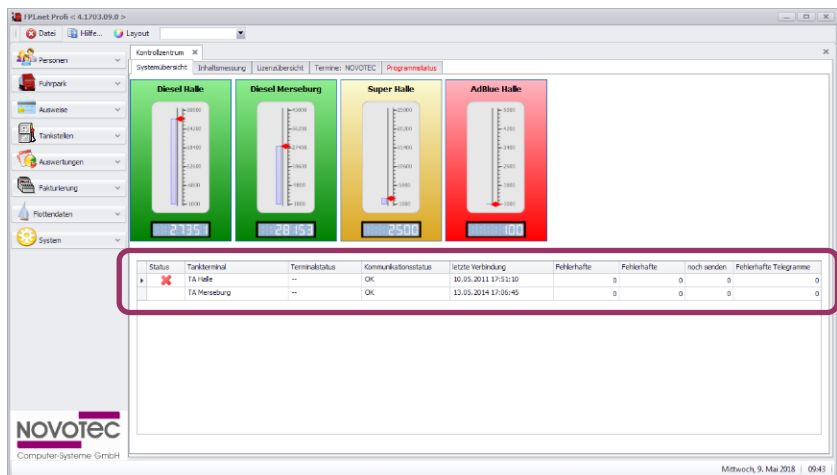 FPLnet Profi < 4.1703.09.0 >
Datei Hilfe... Layout
Personen
Fuhrpark
Ausweise
Tankstellen
Auswertungen
Fakturierung
Flottendaten
System
Kontrollzentrum
Systemübersicht Inhaltsmessung Lizenzübersicht Termine: NOVOTEC Programmstatus
Diesel Halle Diesel Merseburg Super Halle AdBlue Halle
27351 28153 2500 100
Status Tankterminal Terminalstatus Kommunikationsstatus letzte Verbindung Fehlerhafte Fehlerhafte noch senden Fehlerhafte Telegramme
TA Halle -- OK 10.05.2011 17:51:10 0 0 0 0
TA Merseburg -- OK 13.05.2014 17:06:45 0 0 0 0
NOVOTEC
Computer-Systeme GmbH
Mittwoch, 9. Mai 2018 09:43